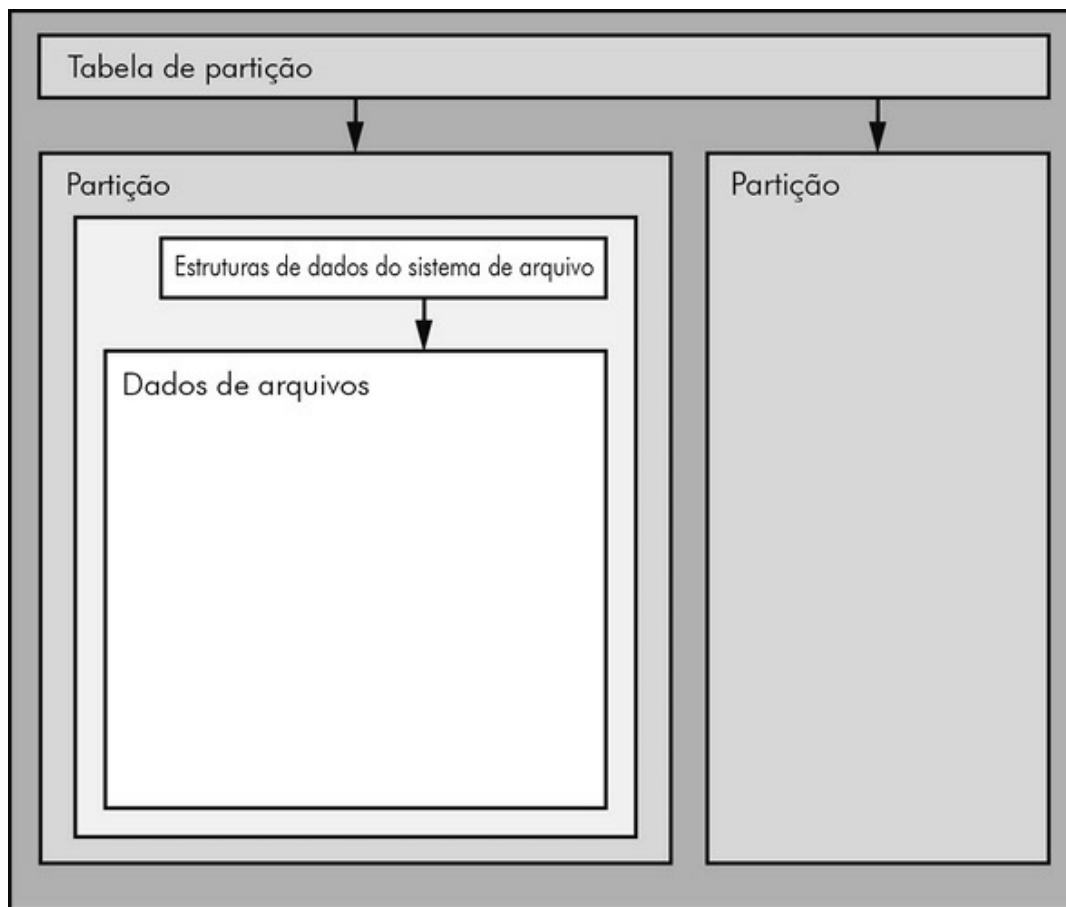 Tabela de partição
Partição
Partição
Estruturas de dados do sistema de arquivo
Dados de arquivos